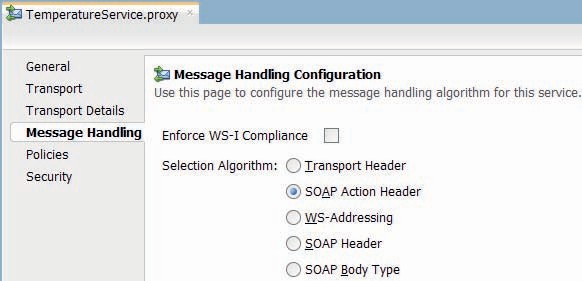 TemperatureService.proxy
General
Transport
Transport Details
Message Handling
Policies
Security
Message Handling Configuration
Use this page to configure the message handling algorithm for this service.
Enforce WS-I Compliance
Selection Algorithm:
Transport Header
SOAP Action Header
WS-Addressing
SOAP Header
SOAP Body Type